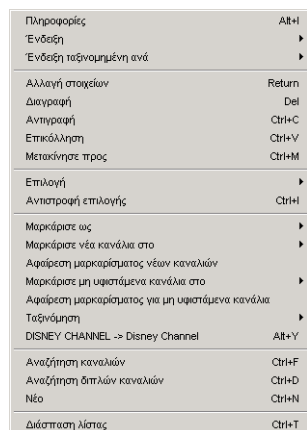 Πληροφορίες Alt+I
Ένδειξη
Ένδειξη ταξινομημένη ανά
Αλλαγή στοιχείων Return
Διαγραφή Del
Αντιγραφή Ctrl+C
Επικόλληση Ctrl+V
Μετακίνησε προς Ctrl+M
Επιλογή
Αντιστροφή επιλογής Ctrl+I
Μαρκάρισε ως
Μαρκάρισε νέα κανάλια στο
Αφαίρεση μαρκαρίσματος νέων καναλιών
Μαρκάρισε μη υφιστάμενα κανάλια στο
Αφαίρεση μαρκαρίσματος για μη υφιστάμενα κανάλια
Ταξινόμηση
DISNEY CHANNEL -> Disney Channel Alt+Y
Αναζήτηση καναλιών Ctrl+F
Αναζήτηση διπλών καναλιών Ctrl+D
Νέο Ctrl+N
Διάσπαση λίστας Ctrl+T